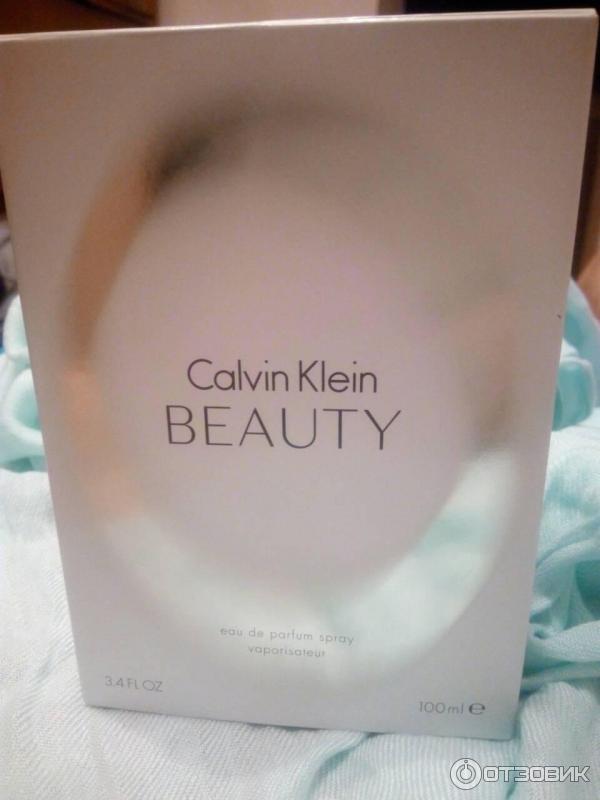 Calvin Klein
BEAUTY
eau de parfum spray
vaporisateur
3.4 FL OZ
100 ml e
ОТЗОВИК